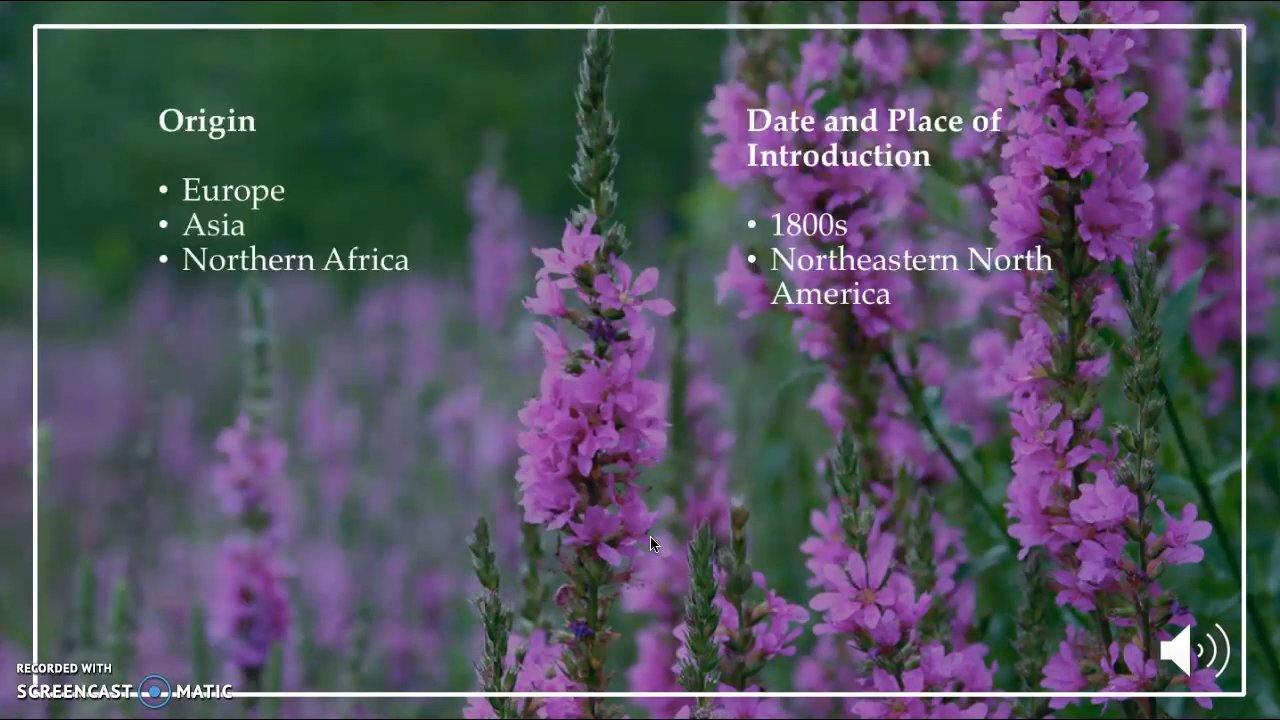 Origin
• Europe
• Asia
• Northern Africa
Date and Place of
Introduction
• 1800s
• Northeastern North
America
RECORDED WITH
SCREENCAST MATIC